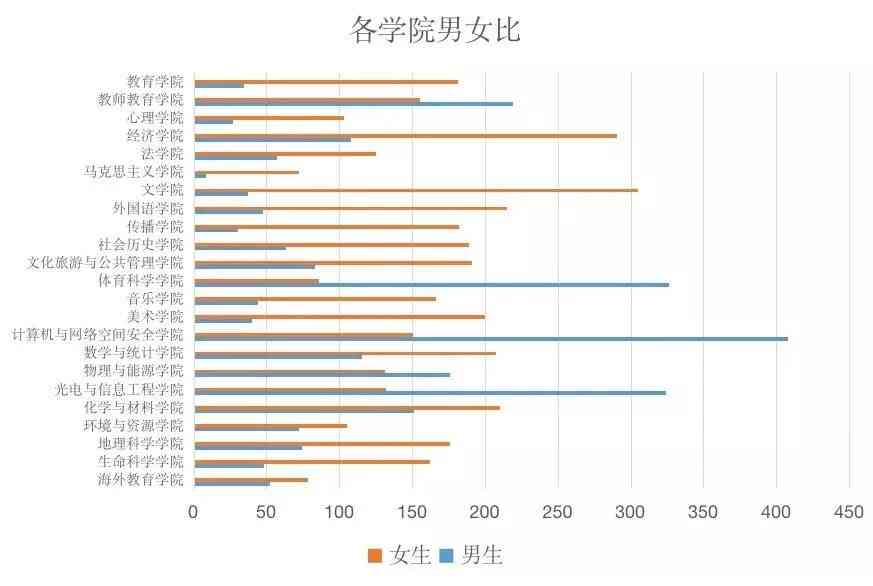 各学院男女比
教育学院
教师教育学院
心理学院
经济学院
法学院
马克思主义学院
文学院
外国语学院
传播学院
社会历史学院
文化旅游与公共管理学院
体育科学学院
音乐学院
美术学院
计算机与网络空间安全学院
数学与统计学院
物理与能源学院
光电与信息工程学院
化学与材料学院
环境与资源学院
地理科学学院
生命科学学院
海外教育学院
0 50 100 150 200 250 300 350 400 450
女生 男生